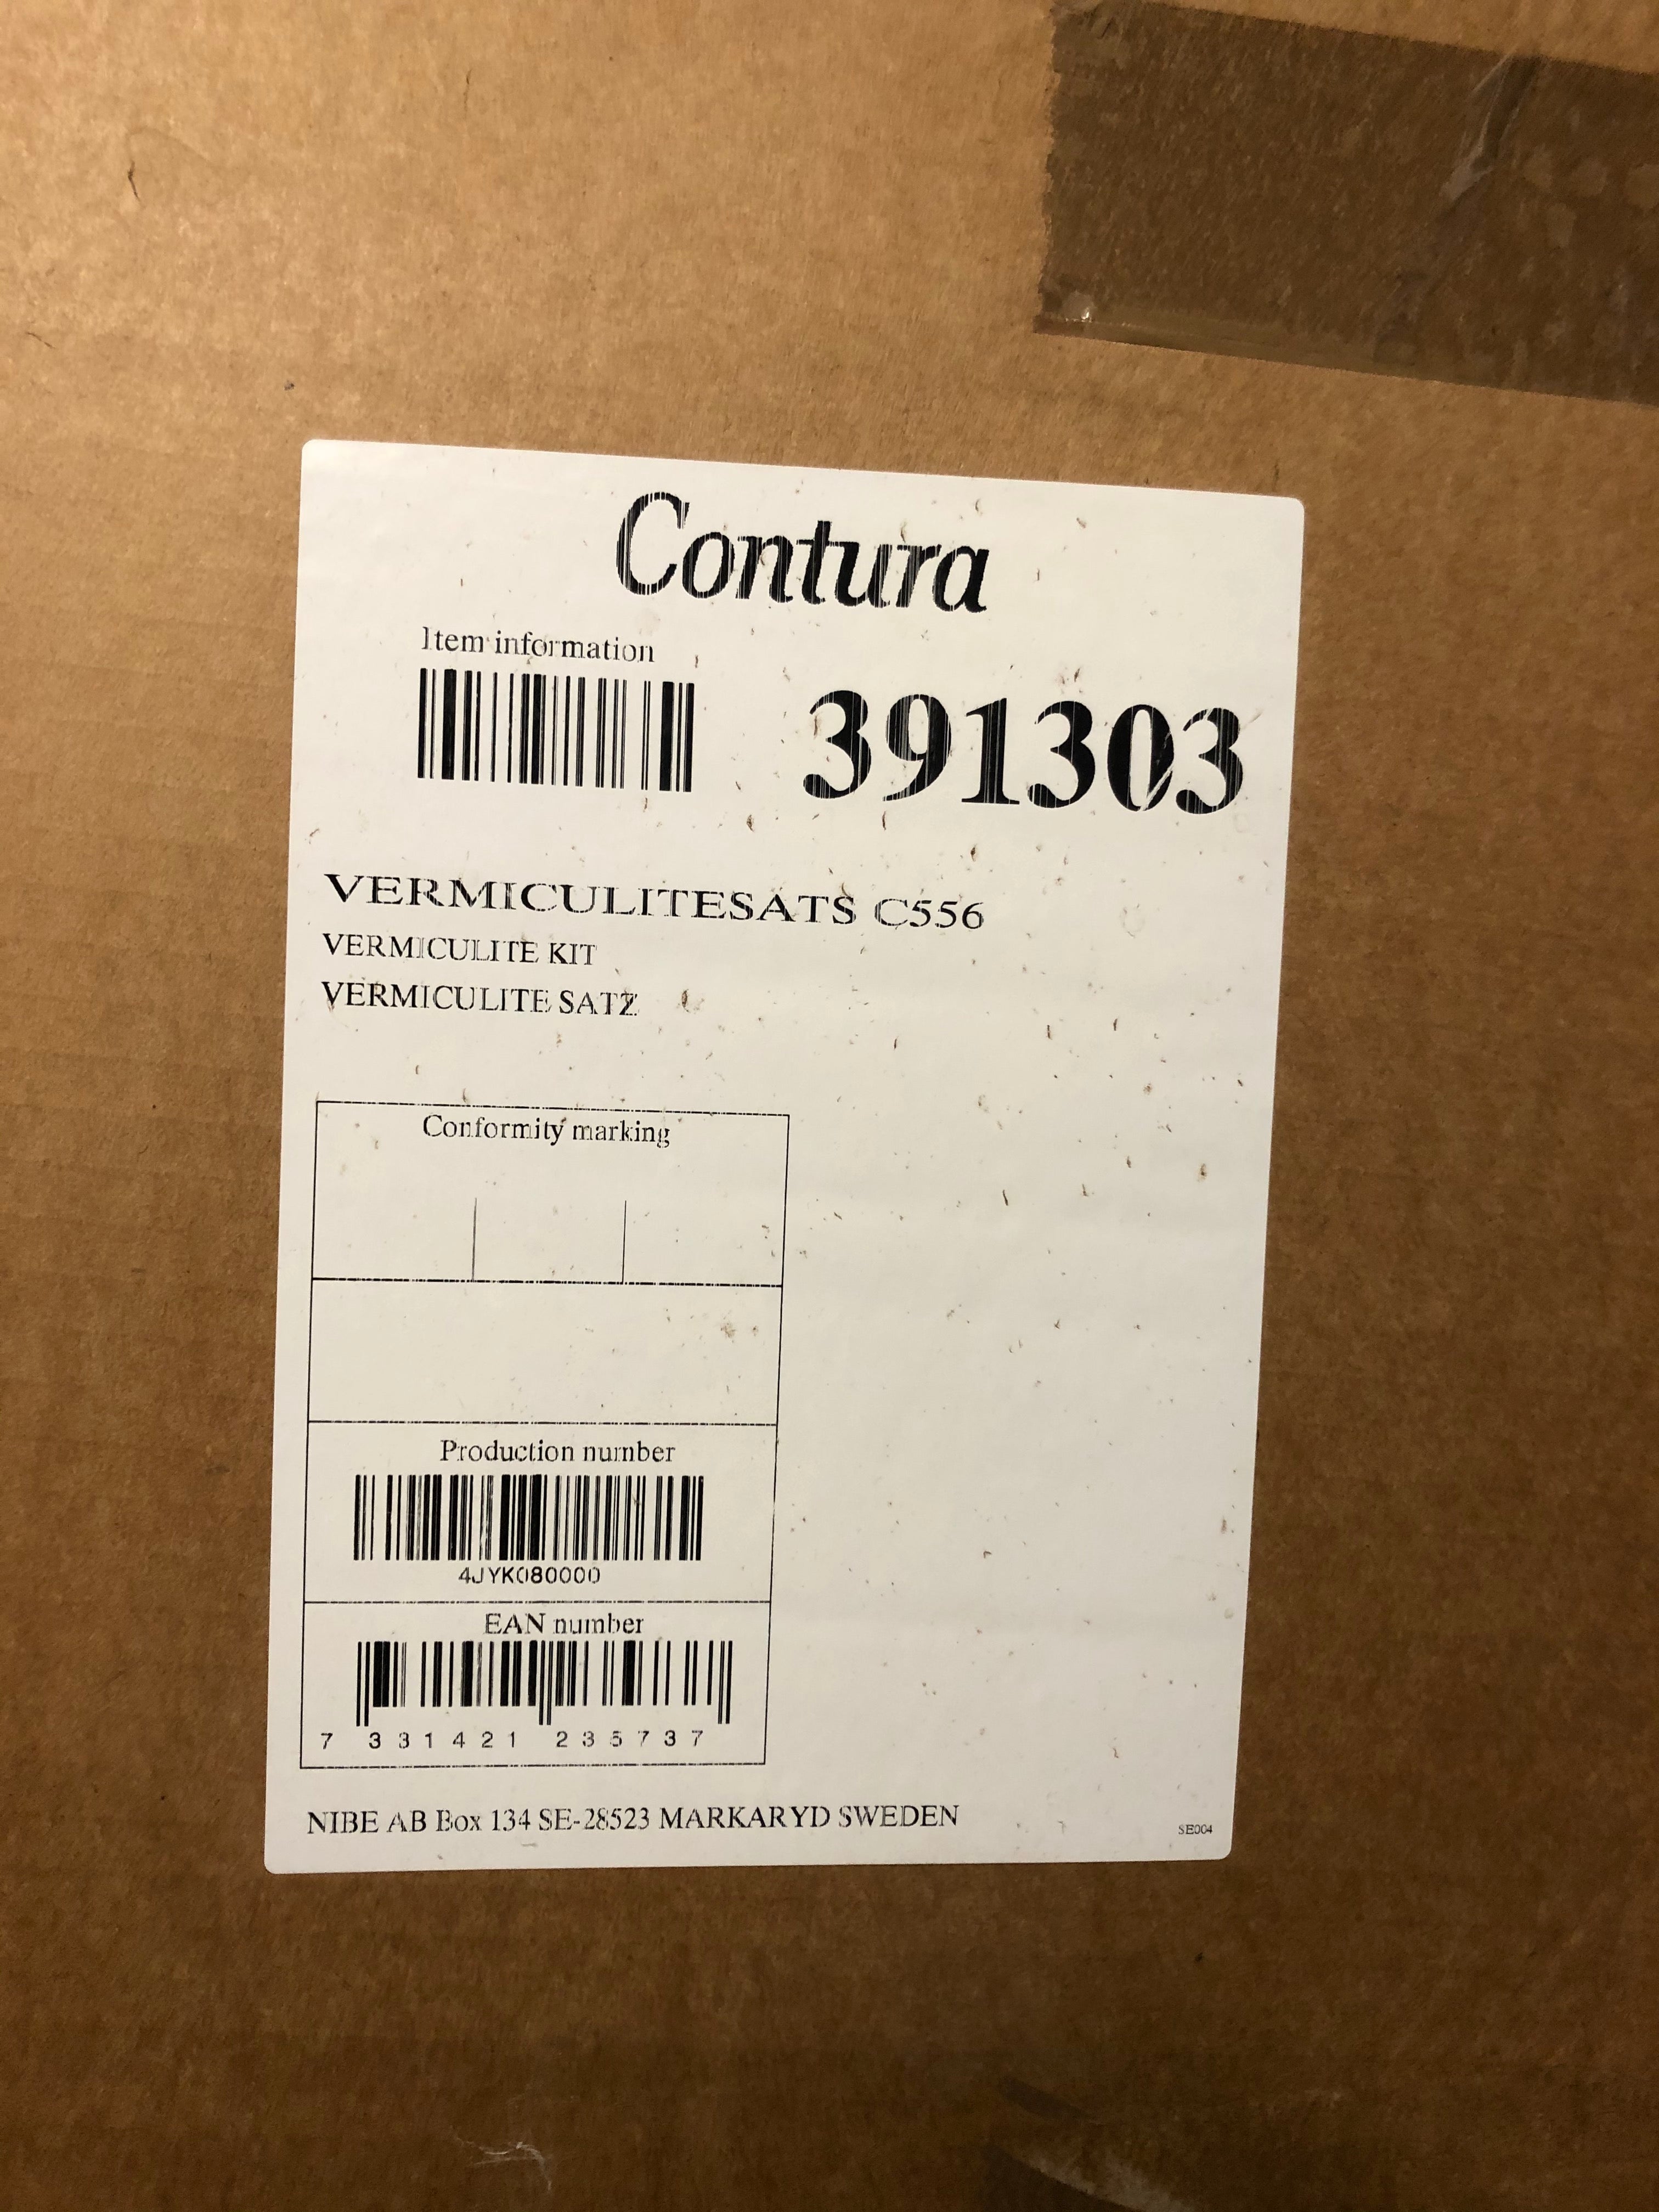 Contura
Item information
391303
VERMICULITESATS C556
VERMICULITE KIT
VERMICULITE SATZ
Conformity marking
Production number
4JYK080000
EAN number
7 331421 235737
NIBE AB Box 134 SE-28523 MARKARYD SWEDEN
SE004